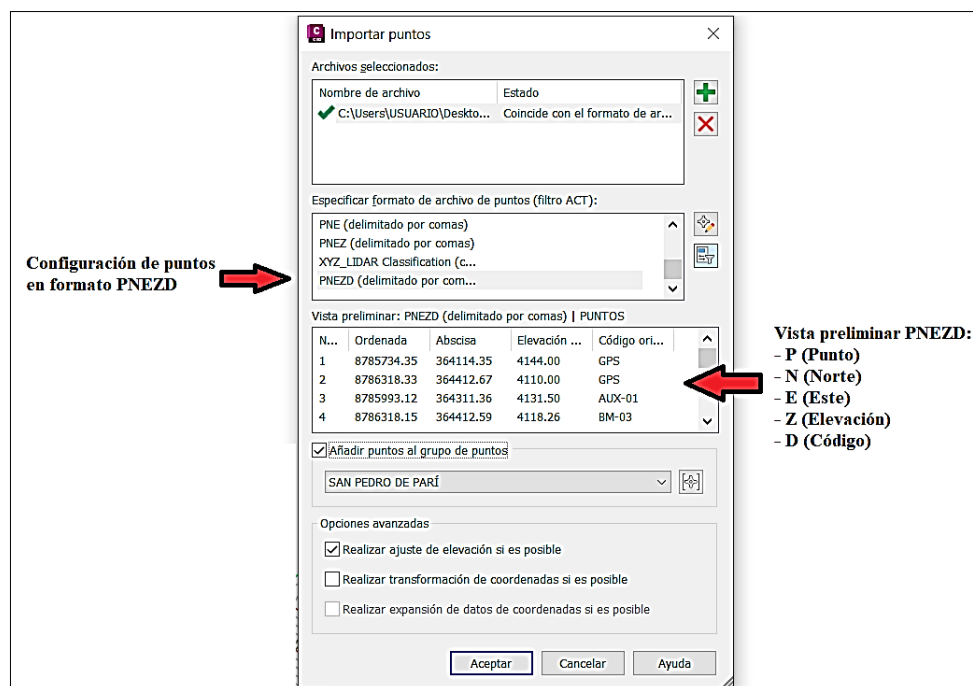 Importar puntos
Archivos seleccionados:
Nombre de archivo Estado
C:\Users\USUARIO\Deskto... Coincide con el formato de ar...
Especificar formato de archivo de puntos (filtro ACT):
PNE (delimitado por comas)
PNEZ (delimitado por comas)
XYZ_LIDAR Classification (c...
PNEZD (delimitado por com...
Configuración de puntos
en formato PNEZD
Vista preliminar: PNEZD (delimitado por comas) | PUNTOS
N... Ordenada Abscisa Elevación ... Código ori...
1 8785734.35 364114.35 4144.00 GPS
2 8786318.33 364412.67 4110.00 GPS
3 8785993.12 364311.36 4131.50 AUX-01
4 8786318.15 364412.59 4118.26 BM-03
Vista preliminar PNEZD:
- P (Punto)
- N (Norte)
- E (Este)
- Z (Elevación)
- D (Código)
Añadir puntos al grupo de puntos
SAN PEDRO DE PARÍ
Opciones avanzadas
Realizar ajuste de elevación si es posible
Realizar transformación de coordenadas si es posible
Realizar expansión de datos de coordenadas si es posible
Aceptar Cancelar Ayuda